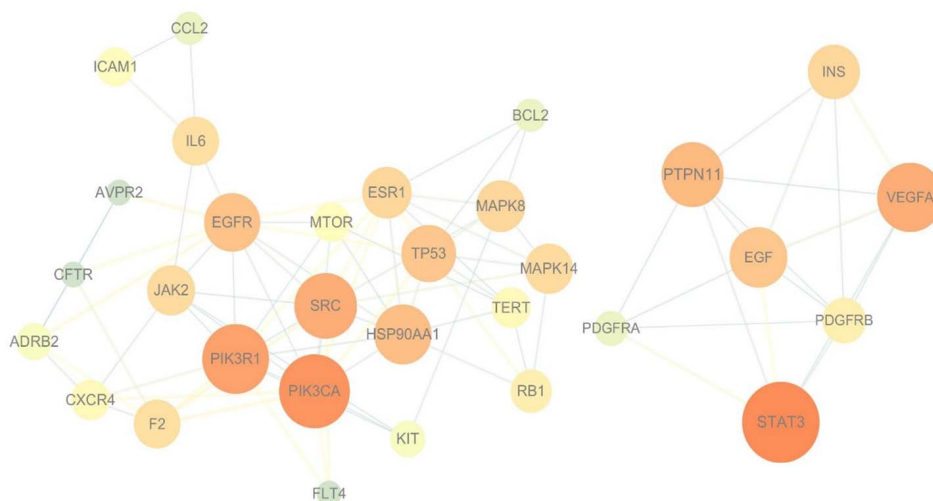 CCL2
ICAM1
INS
BCL2
IL6
AVPR2
ESR1
PTPN11
MAPK8
VEGFA
EGFR
MTOR
TP53
EGF
MAPK14
CFTR
JAK2
SRC
TERT
PDGFRA
PDGFRB
ADRB2
HSP90AA1
PIK3R1
PIK3CA
RB1
CXCR4
F2
STAT3
KIT
FLT4